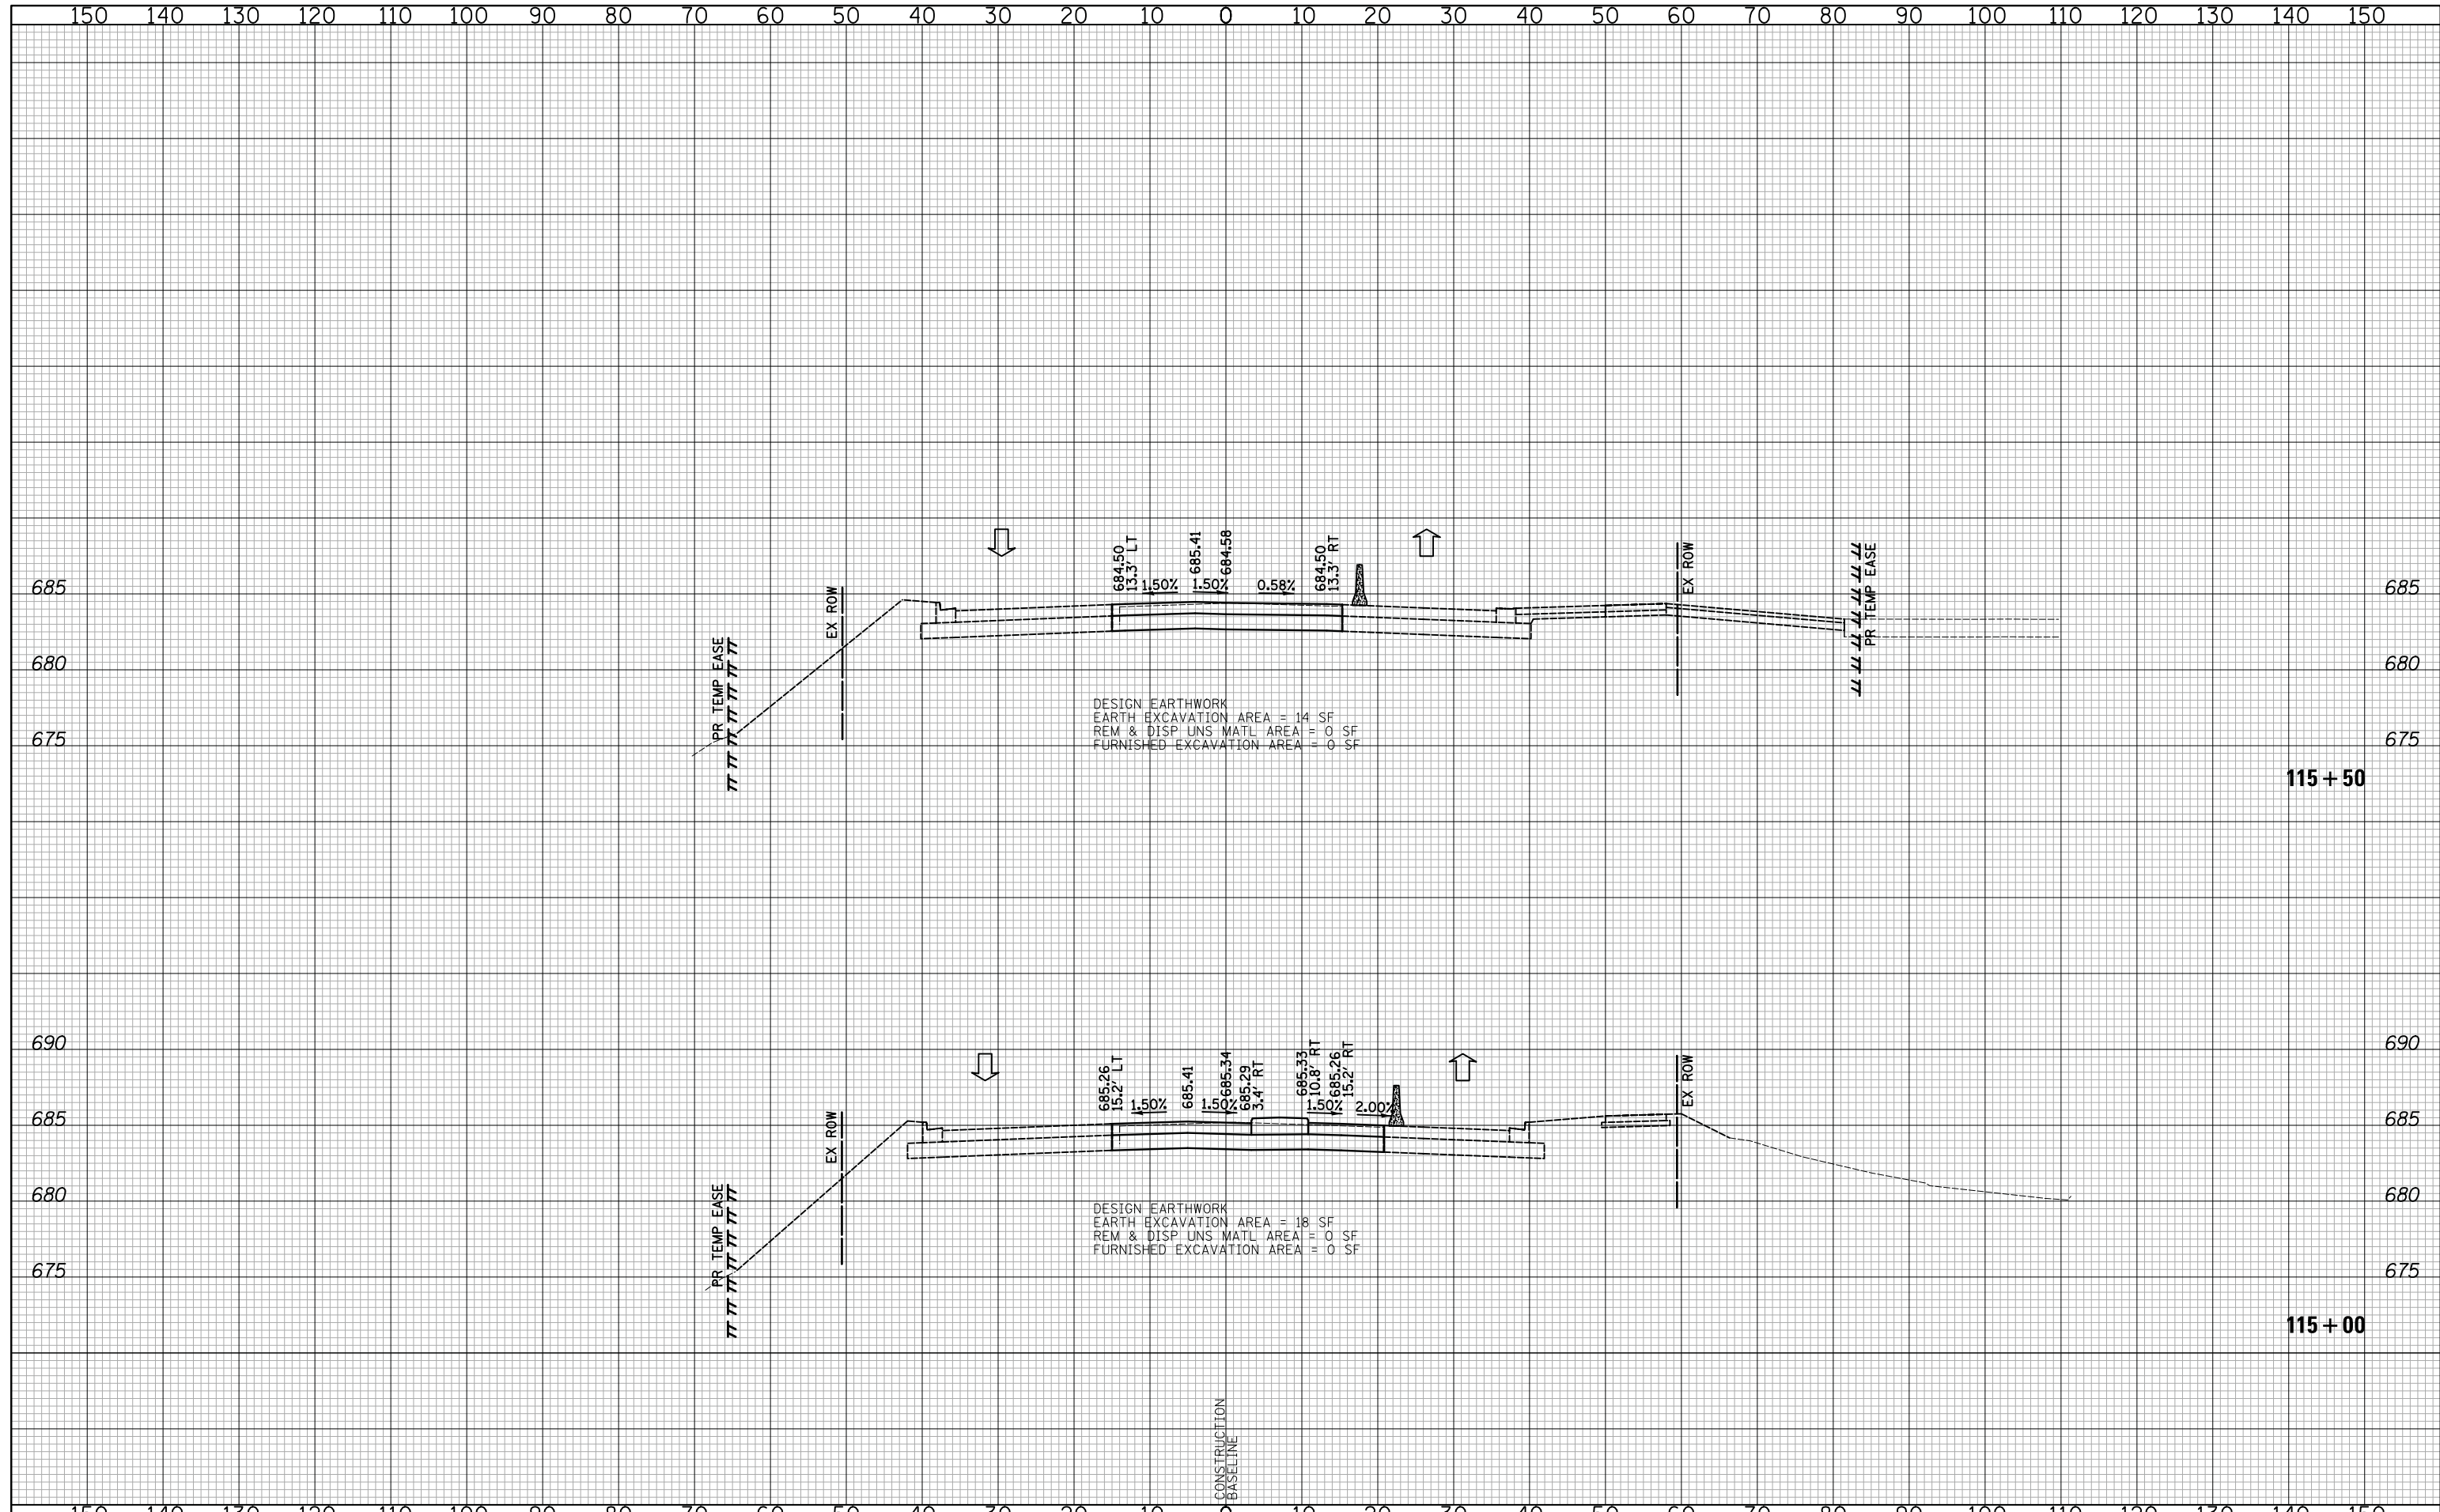 150 140 130 120 110 100 90 80 70 60 50 40 30 20 10 0 10 20 30 40 50 60 70 80 90 100 110 120 130 140 150
684.50
13.3' LT
685.41
684.58
684.50
13.3' RT
1.50%
1.50%
0.58%
EX ROW
PR TEMP EASE
EX ROW
PR TEMP EASE
685
685
680
680
675
675
DESIGN EARTHWORK
EARTH EXCAVATION AREA = 14 SF
REM & DISP UNS MATL AREA = 0 SF
FURNISHED EXCAVATION AREA = 0 SF
115+50
690
690
685.26
15.2' LT
685.41
685.34
685.29
3.4' RT
685.33
10.8' RT
685.26
15.2' RT
1.50%
1.50%
1.50%
2.00%
EX ROW
EX ROW
PR TEMP EASE
685
685
680
680
675
675
DESIGN EARTHWORK
EARTH EXCAVATION AREA = 18 SF
REM & DISP UNS MATL AREA = 0 SF
FURNISHED EXCAVATION AREA = 0 SF
115+00
CONSTRUCTION
BASELINE
150 140 130 120 110 100 90 80 70 60 50 40 30 20 10 0 10 20 30 40 50 60 70 80 90 100 110 120 130 140 150